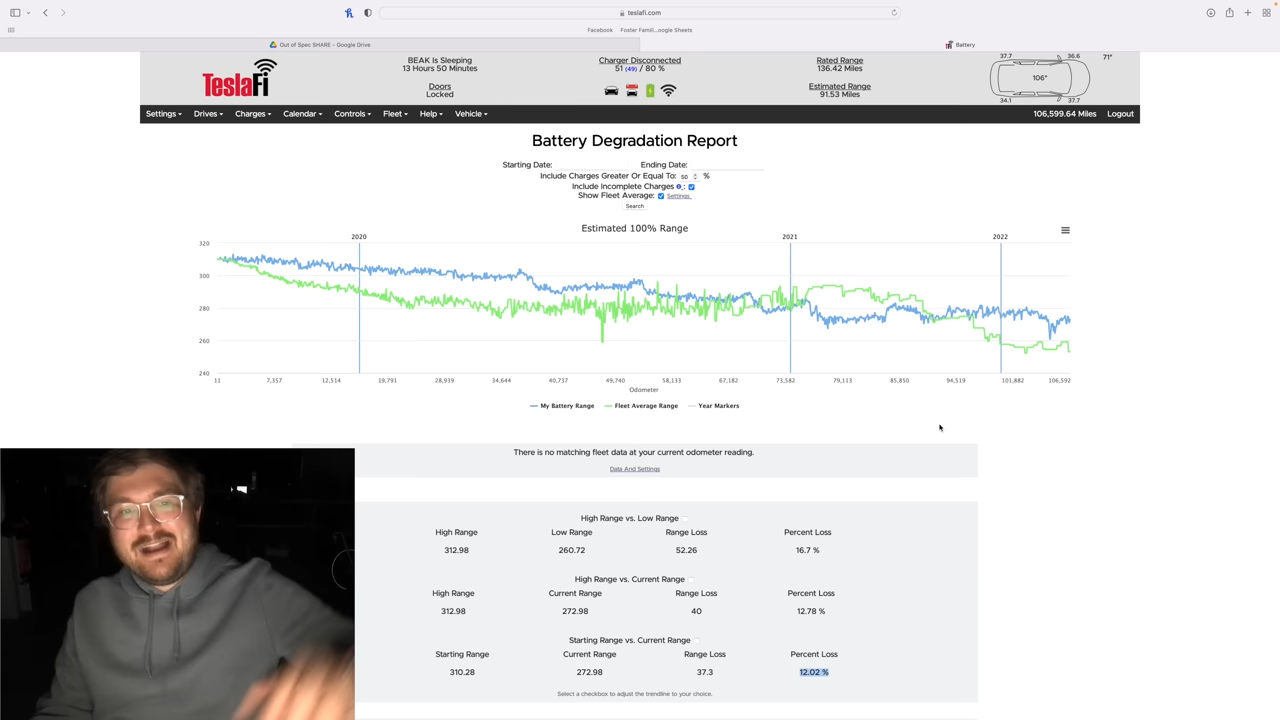 teslafi.com
Facebook Foster Famili...oogle Sheets
Out of Spec SHARE - Google Drive
Battery
TeslaFi
BEAK Is Sleeping
13 Hours 50 Minutes
Doors
Locked
Charger Disconnected
51 (49) / 80 %
Rated Range
136.42 Miles
Estimated Range
91.53 Miles
37.7 36.6
106°
34.1 37.7
71°
Settings Drives Charges Calendar Controls Fleet Help Vehicle 106,599.64 Miles Logout
Battery Degradation Report
Starting Date: Ending Date:
Include Charges Greater Or Equal To: 50 %
Include Incomplete Charges :
Show Fleet Average: Settings
Search
Estimated 100% Range
2020 2021 2022
320
300
280
260
240
11 7,357 12,514 19,791 28,939 34,644 40,737 49,740 58,133 67,182 73,582 79,113 85,850 94,519 101,882 106,592
Odometer
My Battery Range Fleet Average Range Year Markers
There is no matching fleet data at your current odometer reading.
Data And Settings
High Range vs. Low Range
High Range Low Range Range Loss Percent Loss
312.98 260.72 52.26 16.7 %
High Range vs. Current Range
High Range Current Range Range Loss Percent Loss
312.98 272.98 40 12.78 %
Starting Range vs. Current Range
Starting Range Current Range Range Loss Percent Loss
310.28 272.98 37.3 12.02 %
Select a checkbox to adjust the trendline to your choice.